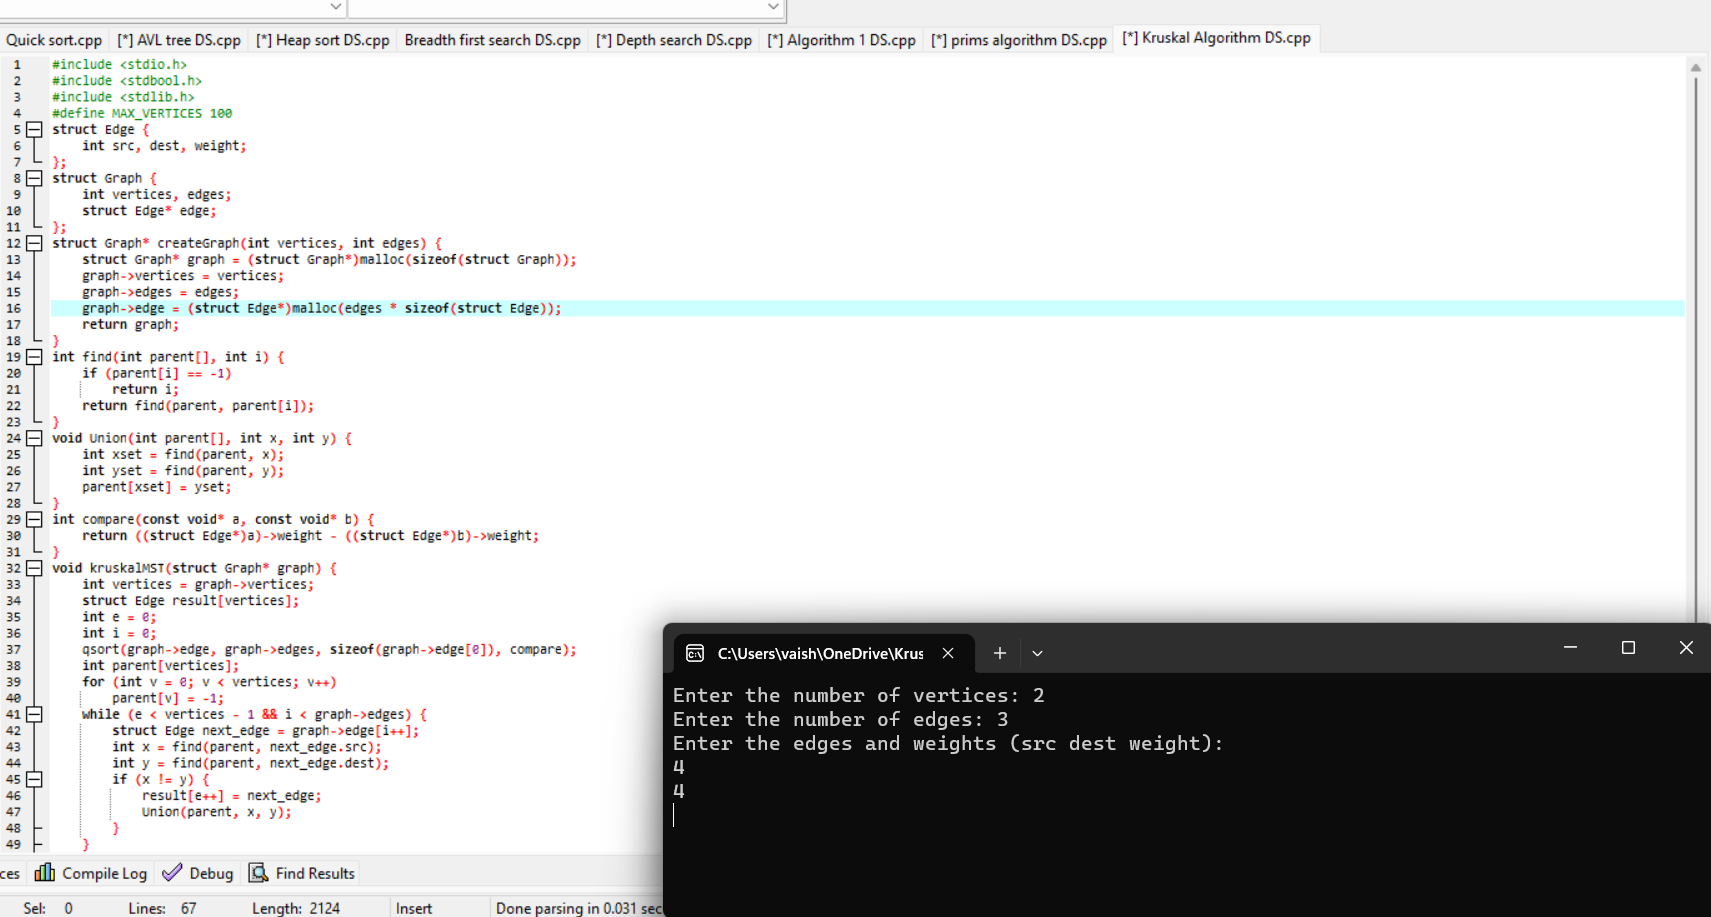 Quick sort.cpp [*] AVL tree DS.cpp [*] Heap sort DS.cpp Breadth first search DS.cpp [*] Depth search DS.cpp [*] Algorithm 1 DS.cpp [*] prims algorithm DS.cpp [*] Kruskal Algorithm DS.cpp
1 #include <stdio.h>
2 #include <stdbool.h>
3 #include <stdlib.h>
4 #define MAX_VERTICES 100
5 struct Edge {
6 int src, dest, weight;
7 };
8 struct Graph {
9 int vertices, edges;
10 struct Edge* edge;
11 };
12 struct Graph* createGraph(int vertices, int edges) {
13 struct Graph* graph = (struct Graph*)malloc(sizeof(struct Graph));
14 graph->vertices = vertices;
15 graph->edges = edges;
16 graph->edge = (struct Edge*)malloc(edges * sizeof(struct Edge));
17 return graph;
18 }
19 int find(int parent[], int i) {
20 if (parent[i] == -1)
21 return i;
22 return find(parent, parent[i]);
23 }
24 void Union(int parent[], int x, int y) {
25 int xset = find(parent, x);
26 int yset = find(parent, y);
27 parent[xset] = yset;
28 }
29 int compare(const void* a, const void* b) {
30 return ((struct Edge*)a)->weight - ((struct Edge*)b)->weight;
31 }
32 void kruskalMST(struct Graph* graph) {
33 int vertices = graph->vertices;
34 struct Edge result[vertices];
35 int e = 0;
36 int i = 0;
37 qsort(graph->edge, graph->edges, sizeof(graph->edge[0]), compare);
38 int parent[vertices];
39 for (int v = 0; v < vertices; v++)
40 parent[v] = -1;
41 while (e < vertices - 1 && i < graph->edges) {
42 struct Edge next_edge = graph->edge[i++];
43 int x = find(parent, next_edge.src);
44 int y = find(parent, next_edge.dest);
45 if (x != y) {
46 result[e++] = next_edge;
47 Union(parent, x, y);
48 }
49 }
C:\Users\vaish\OneDrive\Krus
Enter the number of vertices: 2
Enter the number of edges: 3
Enter the edges and weights (src dest weight):
4
4
ces Compile Log Debug Find Results
Sel: 0 Lines: 67 Length: 2124 Insert Done parsing in 0.031 sec